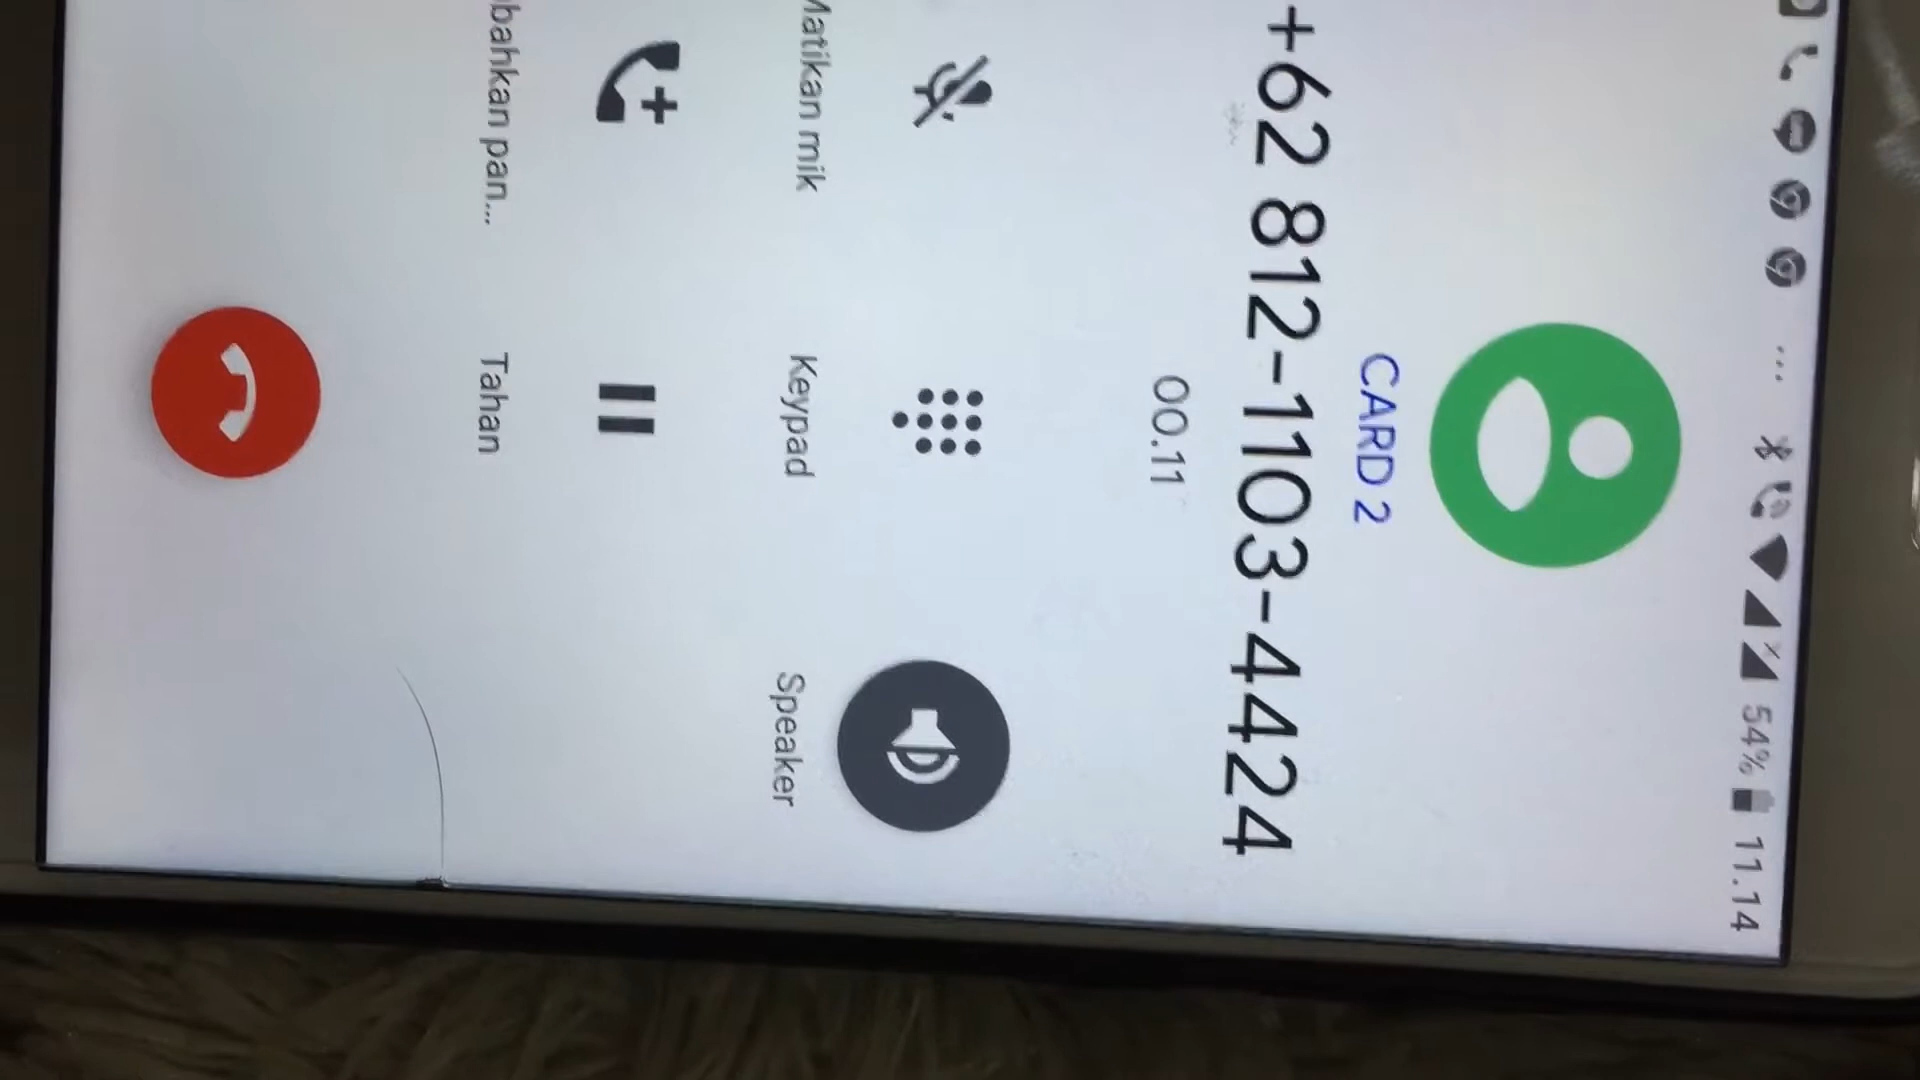 54% 11.14
CARD 2
+62 812-1103-4424
00.11
Matikan mik
Keypad
Speaker
bahkan pan...
Tahan